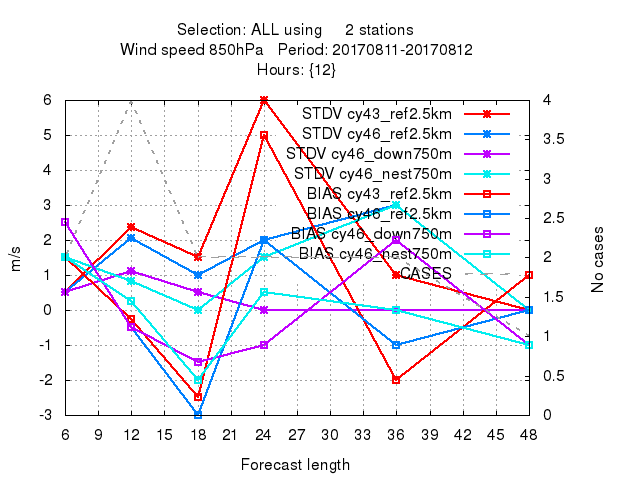 Selection: ALL using 2 stations
Wind speed 850hPa Period: 20170811-20170812
Hours: {12}
STDV cy43_ref2.5km
STDV cy46_ref2.5km
STDV cy46_down750m
STDV cy46_nest750m
BIAS cy43_ref2.5km
BIAS cy46_ref2.5km
BIAS cy46_down750m
BIAS cy46_nest750m
CASES
m/s
6
5
4
3
2
1
0
-1
-2
-3
No cases
4
3.5
3
2.5
2
1.5
1
0.5
0
6 9 12 15 18 21 24 27 30 33 36 39 42 45 48
Forecast length